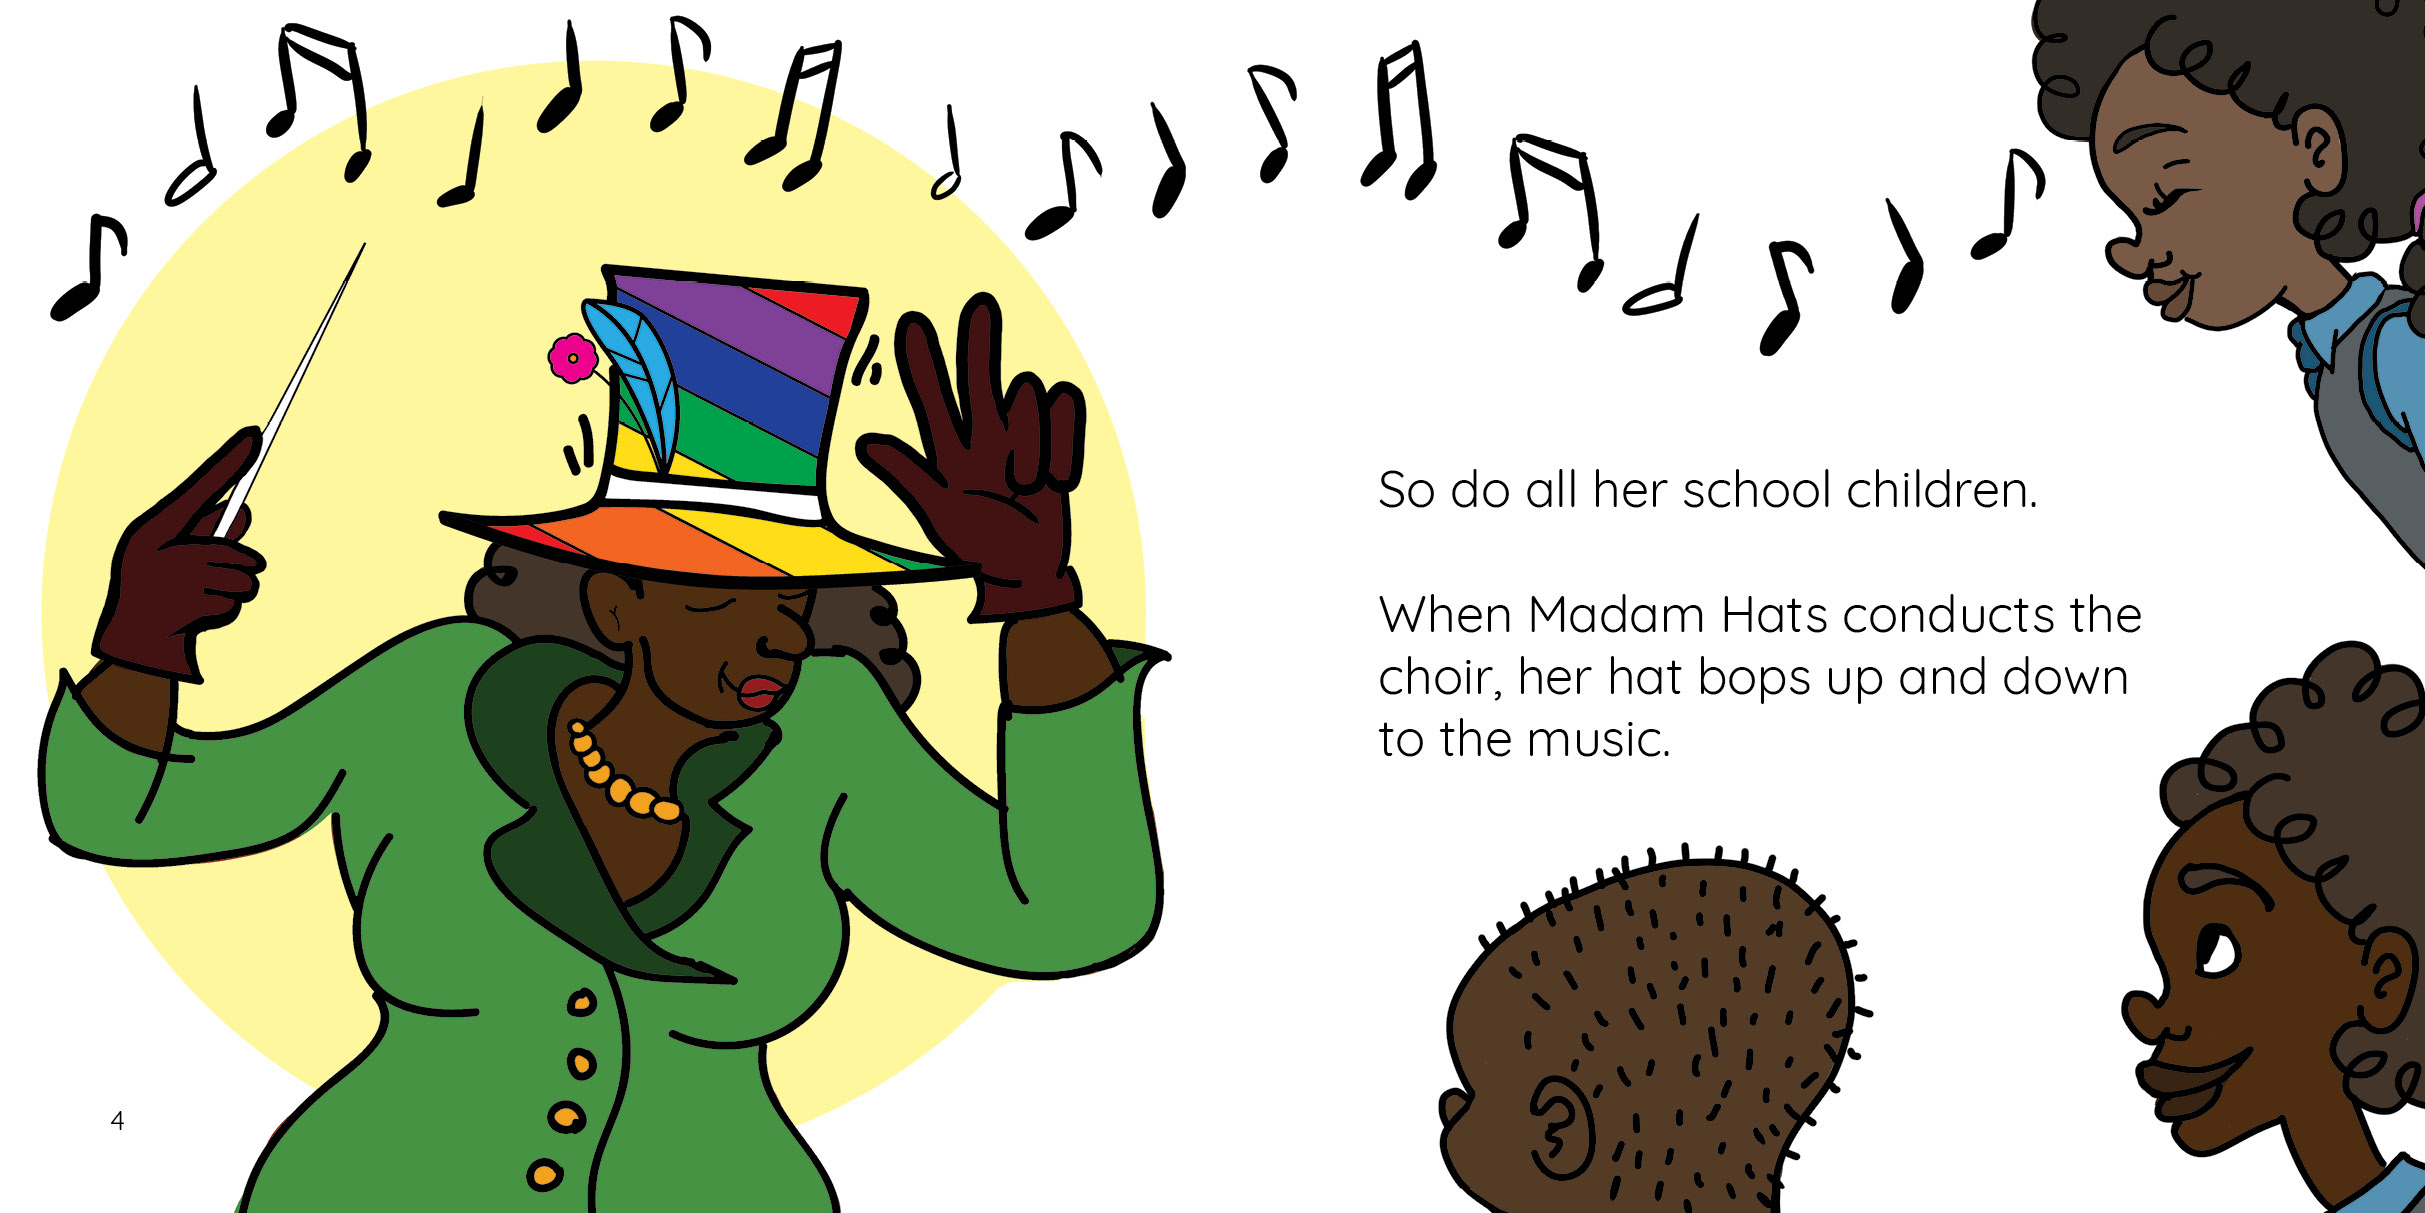 So do all her school children.
When Madam Hats conducts the
choir, her hat bops up and down
to the music.
4